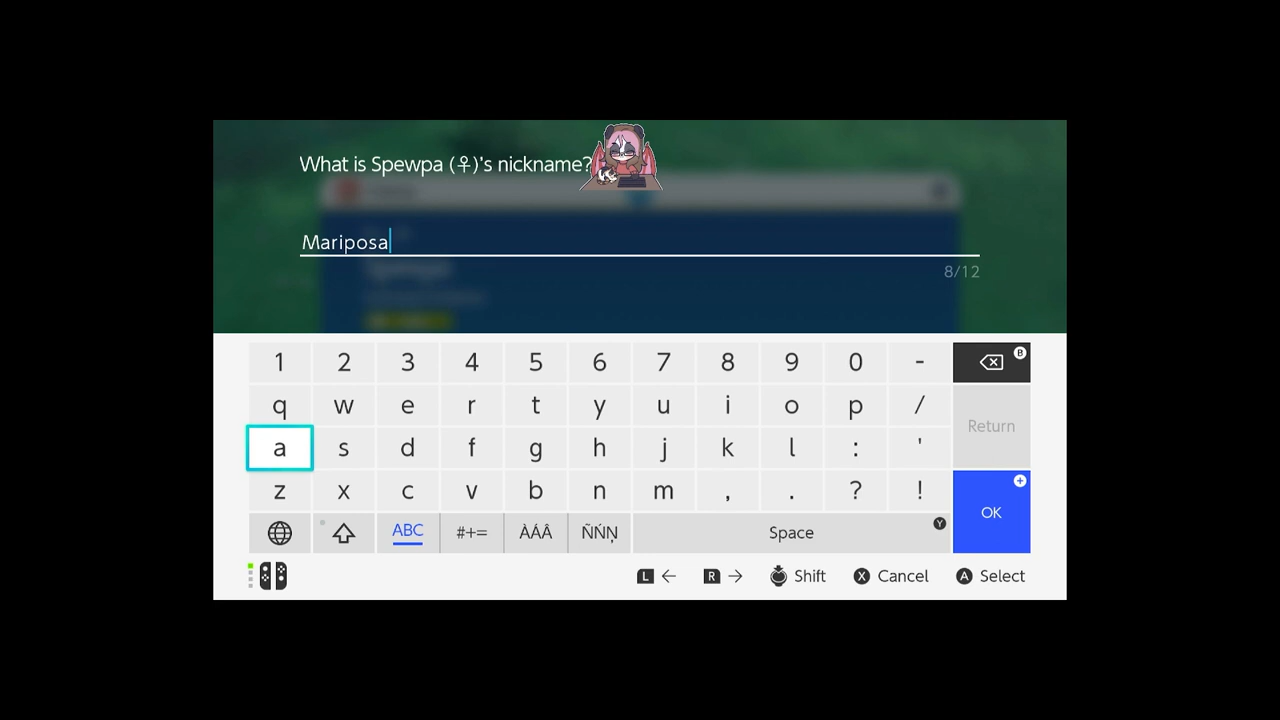 What is Spewpa (♀)'s nickname?
Mariposa
8/12
1 2 3 4 5 6 7 8 9 0 - B
q w e r t y u i o p /
Return
a s d f g h j k l : '
z x c v b n m , . ? ! +
OK
ABC #+= ÀÁÂ ÑŃŅ Space Y
L ← R → Shift X Cancel A Select